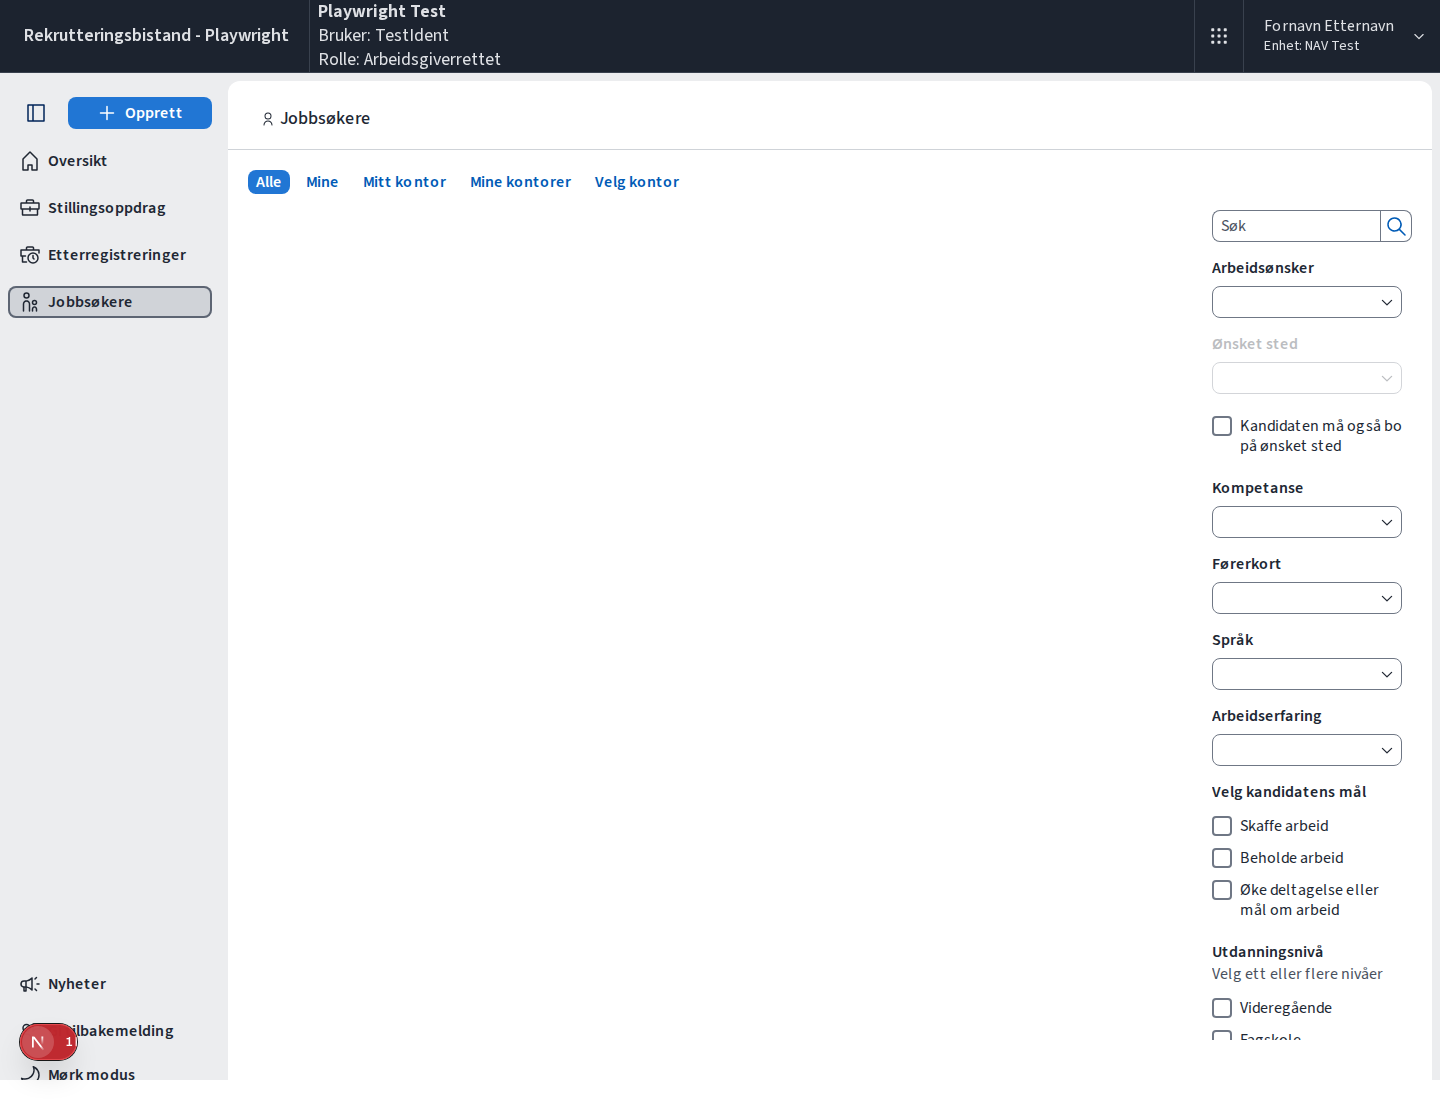 Rekrutteringsbistand - Playwright
Playwright Test
Bruker: TestIdent
Rolle: Arbeidsgiverrettet
Fornavn Etternavn
Enhet: NAV Test
Opprett
Oversikt
Stillingsoppdrag
Etterregistreringer
Jobbsøkere
Jobbsøkere
Alle
Mine
Mitt kontor
Mine kontorer
Velg kontor
Søk
Arbeidsønsker
Ønsket sted
Kandidaten må også bo
på ønsket sted
Kompetanse
Førerkort
Språk
Arbeidserfaring
Velg kandidatens mål
Skaffe arbeid
Beholde arbeid
Øke deltagelse eller
mål om arbeid
Utdanningsnivå
Velg ett eller flere nivåer
Videregående
Fagskole
Nyheter
ilbakemelding
N 1
Mørk modus